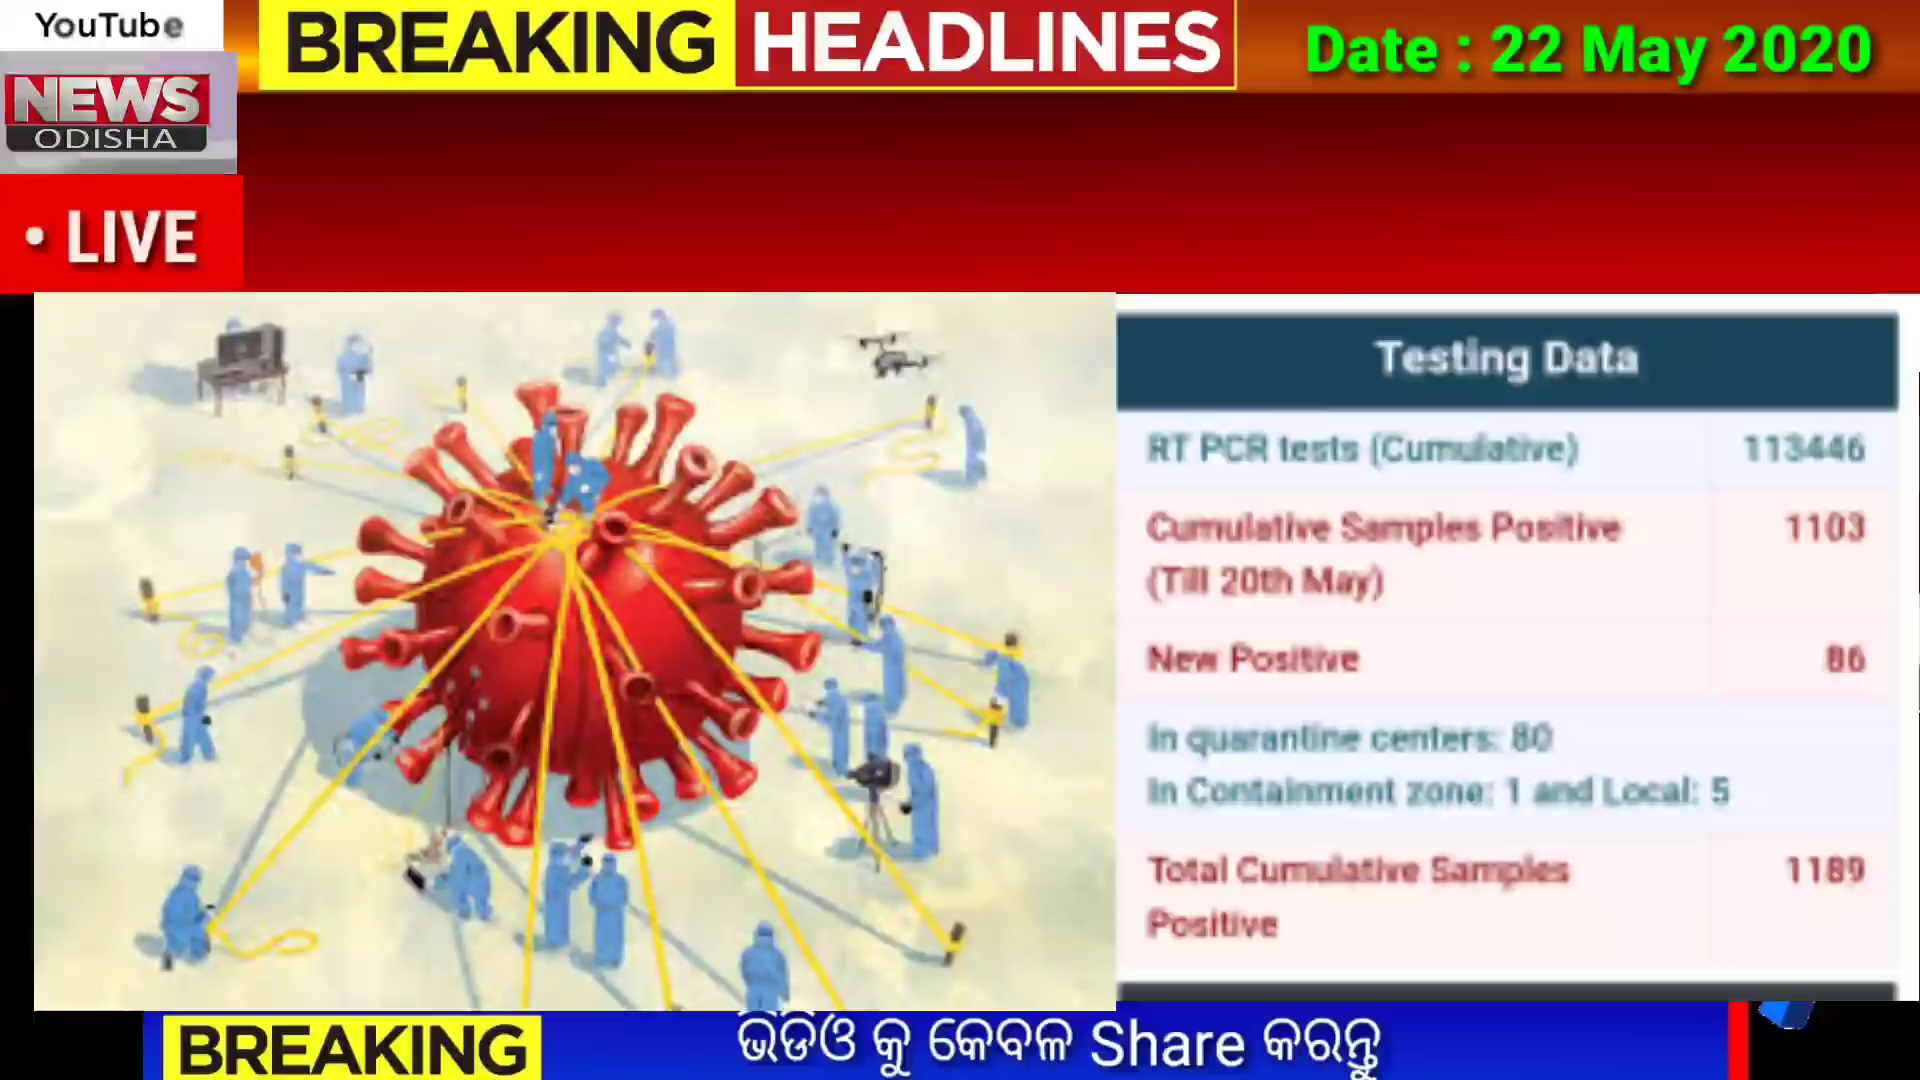 YouTube
BREAKING HEADLINES
Date : 22 May 2020
NEWS
ODISHA
• LIVE
Testing Data
RT PCR tests (Cumulative) 113446
Cumulative Samples Positive 1103
(Till 20th May)
New Positive 86
In quarantine centers: 80
In Containment zone: 1 and Local: 5
Total Cumulative Samples 1189
Positive
BREAKING
ଭିଡିଓ କୁ କେବଳ Share କରନ୍ତୁ